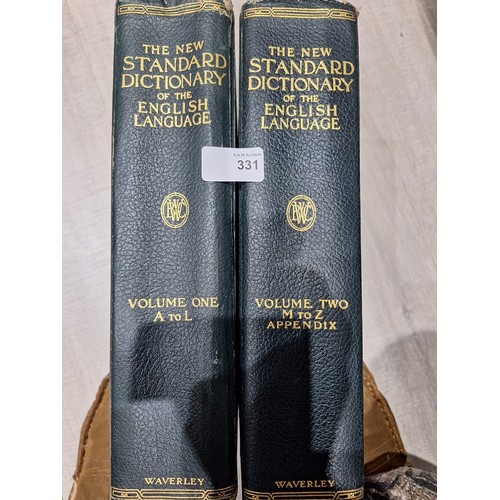 THE NEW
STANDARD
DICTIONARY
OF THE
ENGLISH
LANGUAGE
VOLUME ONE
A TO L
WAVERLEY
THE NEW
STANDARD
DICTIONARY
OF THE
ENGLISH
LANGUAGE
VOLUME TWO
M TO Z
APPENDIX
WAVERLEY
331